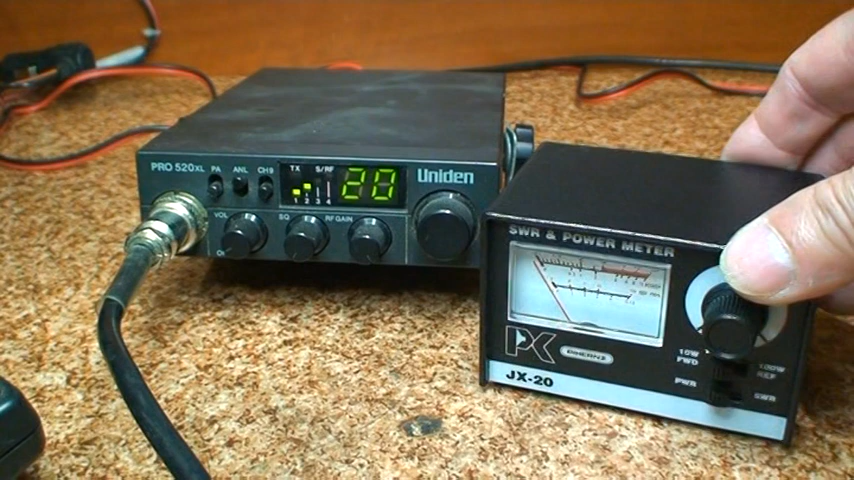 PRO 520XL
PA ANL CH9
TX S/RF
20
1 2 3 4
Uniden
VOL SQ RF GAIN
SWR & POWER METER
PK
JX-20
10W 100W
FWD REF
PWR SWR